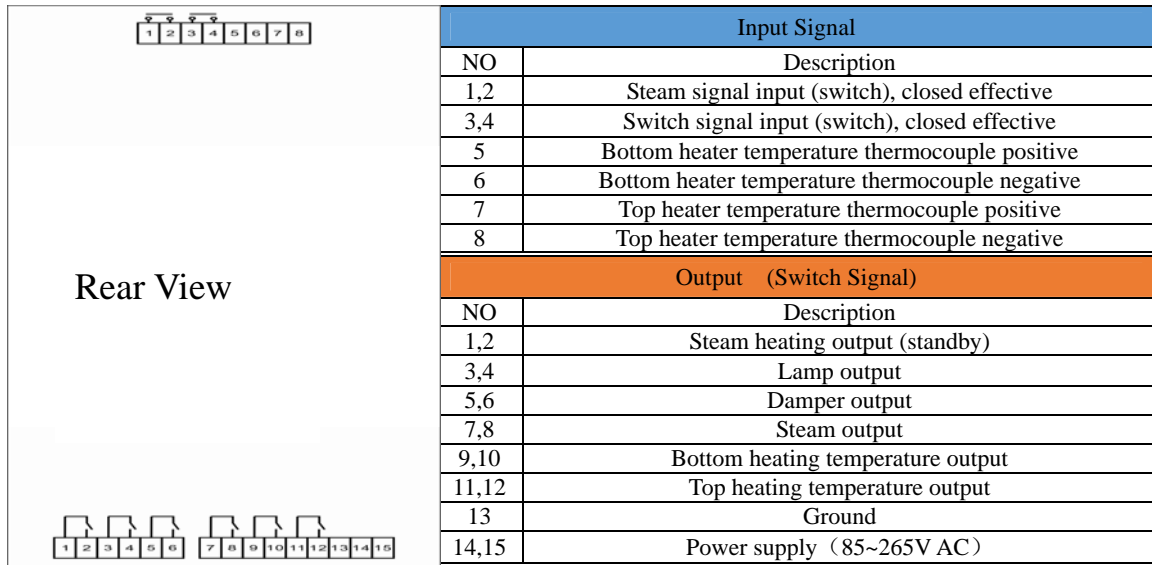 1 2 3 4 5 6 7 8
Rear View
1 2 3 4 5 6 7 8 9 10 11 12 13 14 15
Input Signal
NO Description
1,2 Steam signal input (switch), closed effective
3,4 Switch signal input (switch), closed effective
5 Bottom heater temperature thermocouple positive
6 Bottom heater temperature thermocouple negative
7 Top heater temperature thermocouple positive
8 Top heater temperature thermocouple negative
Output (Switch Signal)
NO Description
1,2 Steam heating output (standby)
3,4 Lamp output
5,6 Damper output
7,8 Steam output
9,10 Bottom heating temperature output
11,12 Top heating temperature output
13 Ground
14,15 Power supply（85~265V AC）